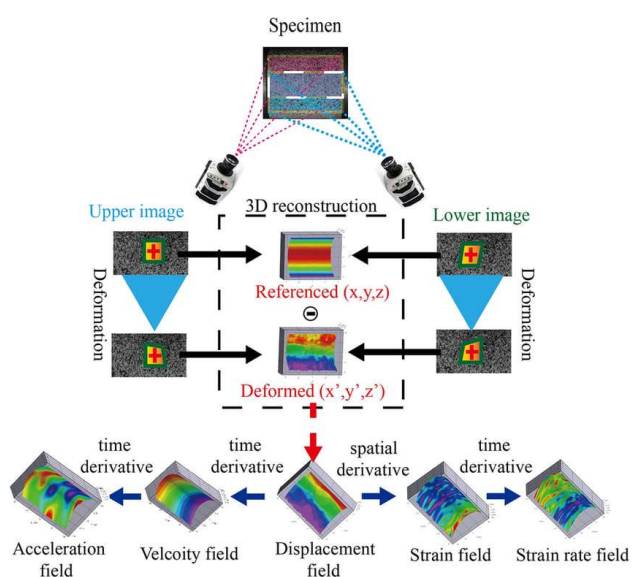 Specimen
Upper image
3D reconstruction
Lower image
Deformation
Referenced (x,y,z)
Deformation
Deformed (x’,y’,z’)
time
derivative
time
derivative
spatial
derivative
time
derivative
Acceleration
field
Velcoity field
Displacement
field
Strain field
Strain rate field